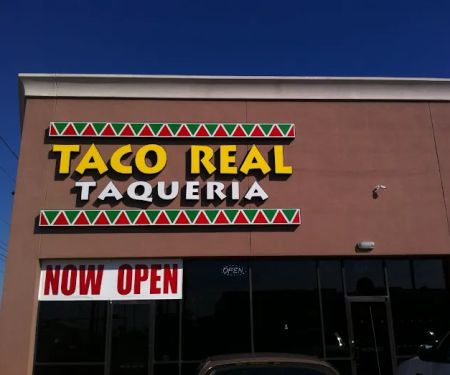 TACO REAL
TAQUERIA
NOW OPEN
OPEN